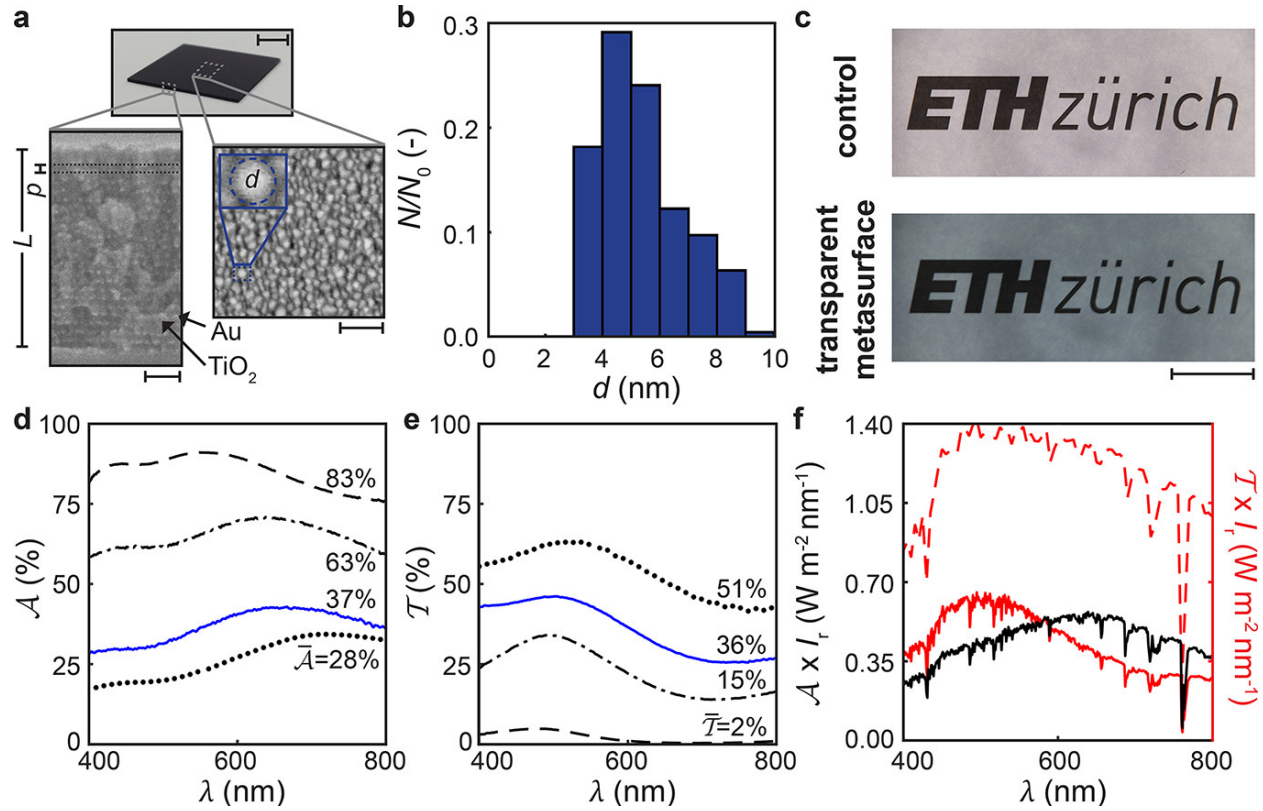 a
b
c
d
L
d
Au
TiO2
N/N0 (-)
0.3
0.2
0.1
0.0
0
2
4
6
8
10
d (nm)
control
ETH zürich
transparent
metasurface
ETH zürich
d
A (%)
100
75
50
25
0
83%
63%
37%
A̅=28%
400
600
800
λ (nm)
e
T (%)
100
75
50
25
0
51%
36%
15%
T̅=2%
400
600
800
λ (nm)
f
A x Ir (W m-2 nm-1)
1.40
1.05
0.70
0.35
0.00
400
600
800
λ (nm)
T x Ir (W m-2 nm-1)